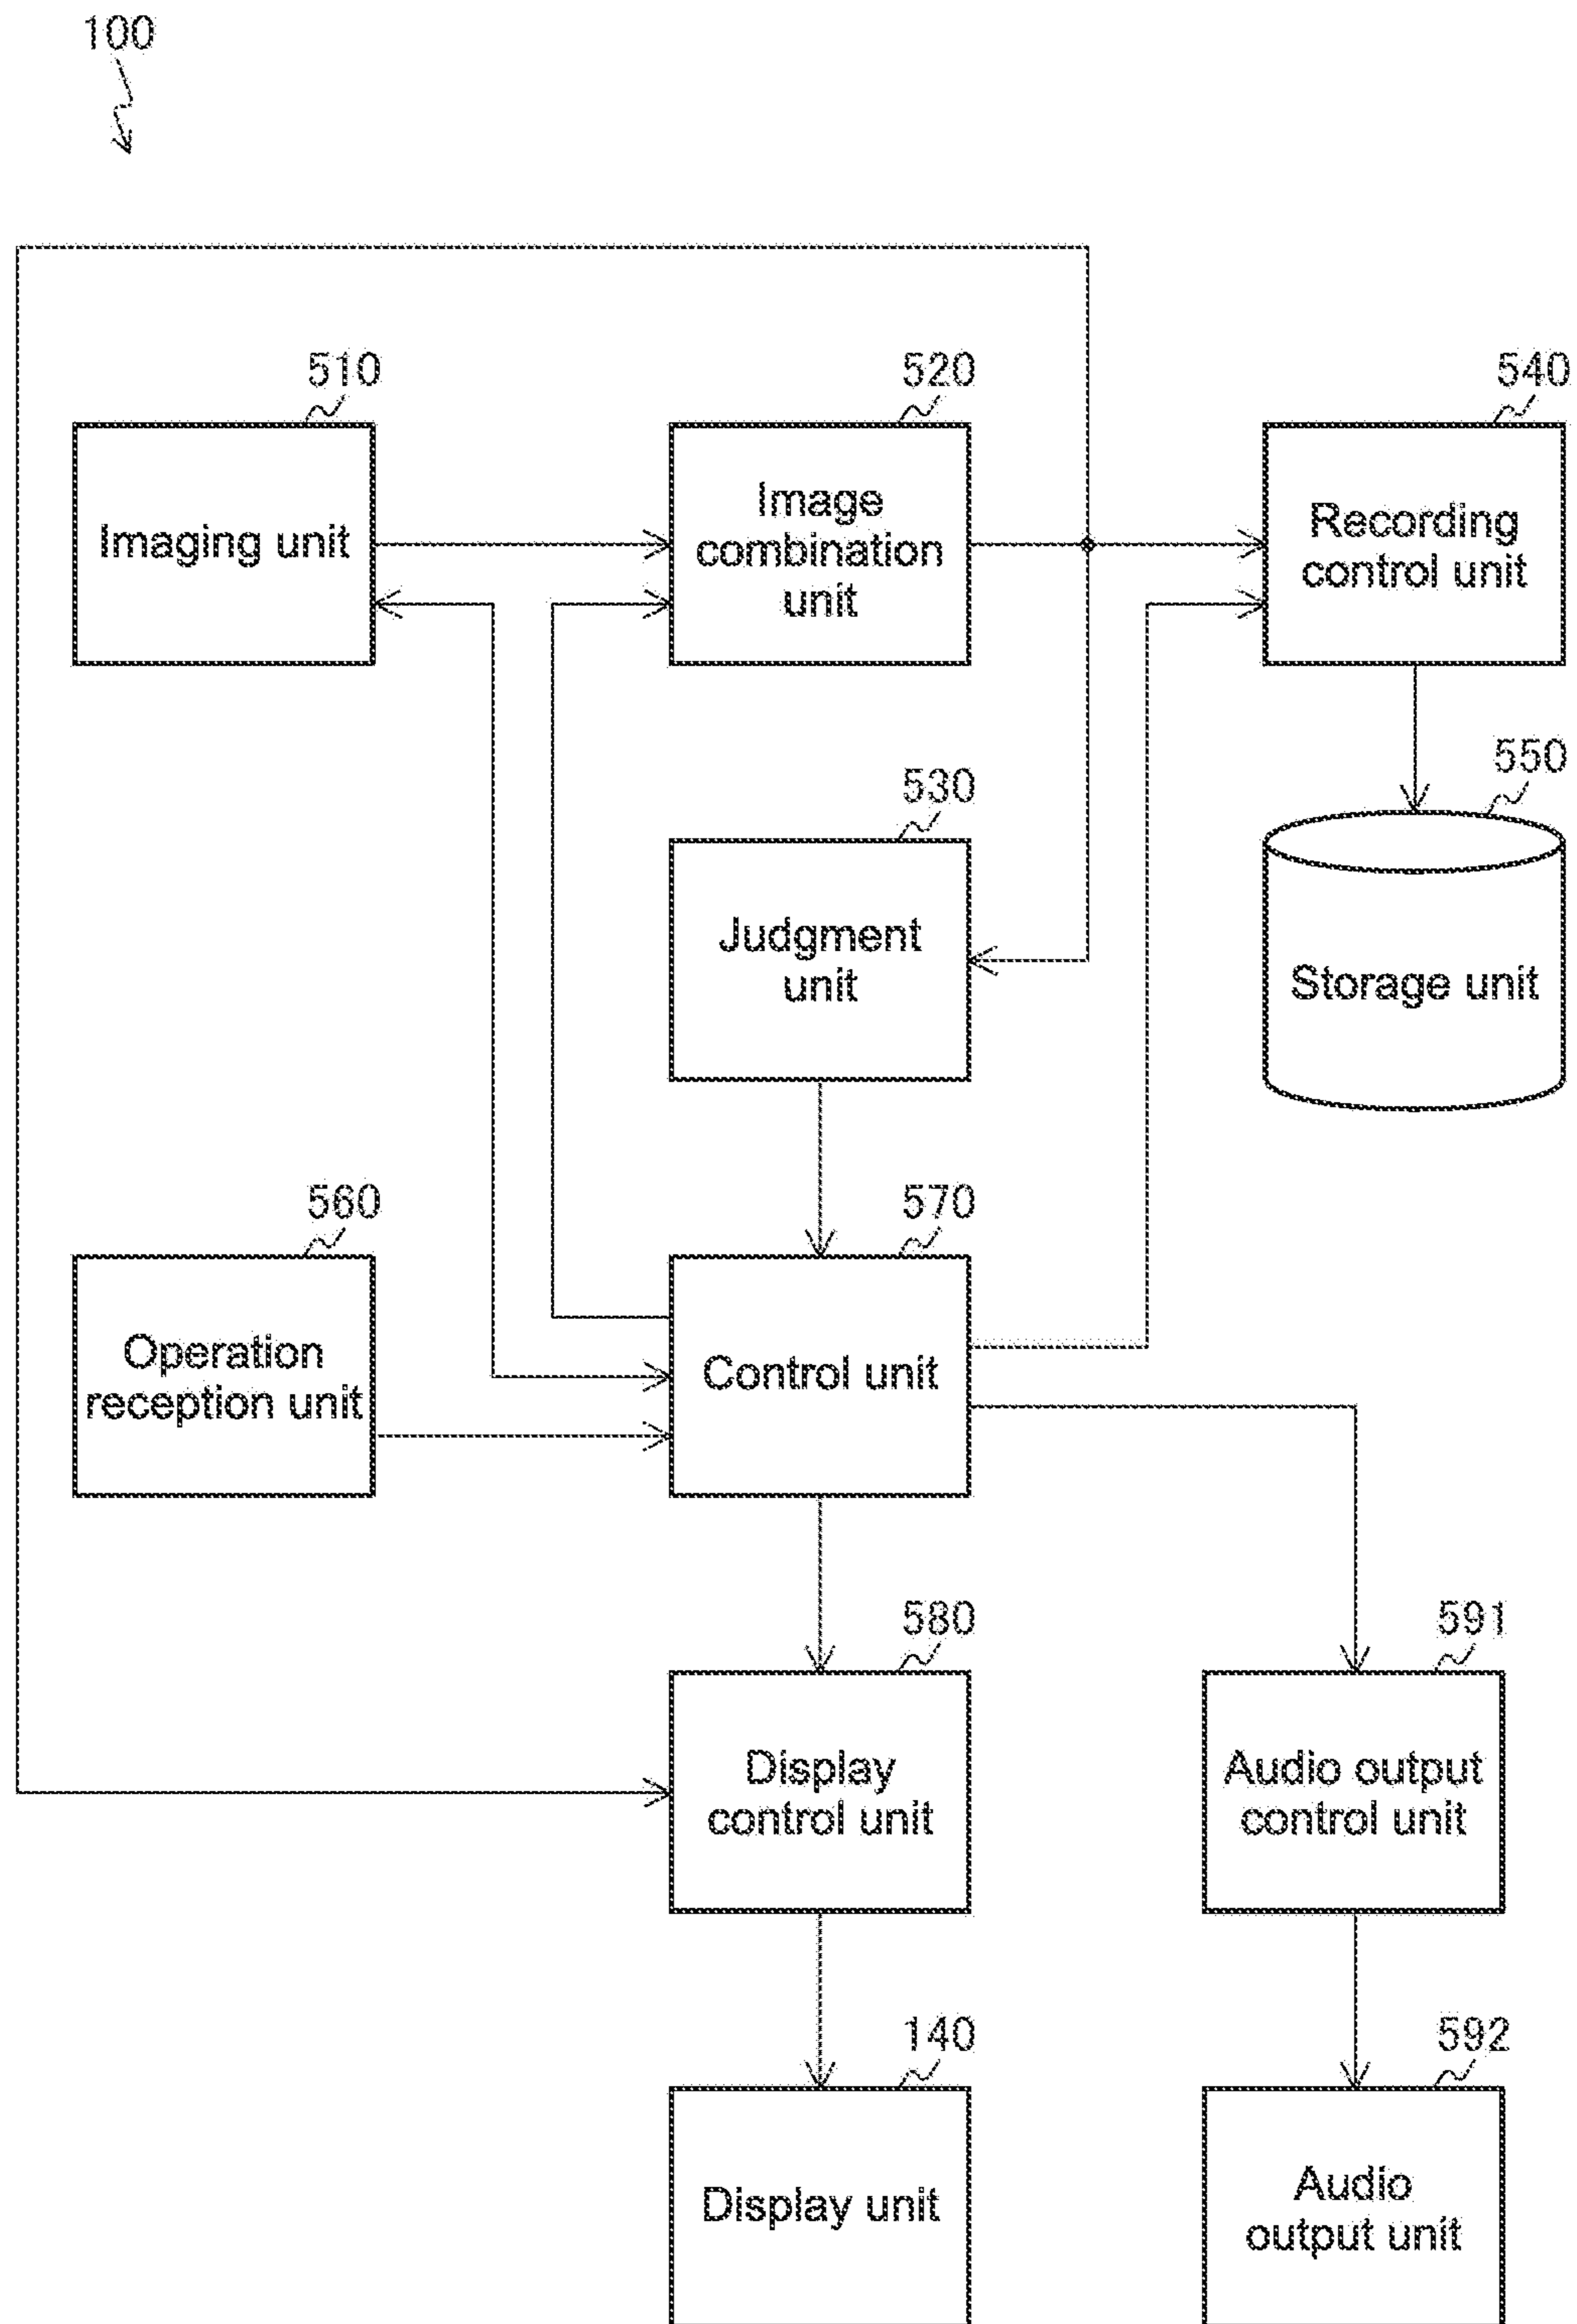 100
510
520
540
Imaging unit
Image
combination
unit
Recording
control unit
530
550
Judgment
unit
Storage unit
560
570
Operation
reception unit
Control unit
580
591
Display
control unit
Audio output
control unit
140
592
Display unit
Audio
output unit